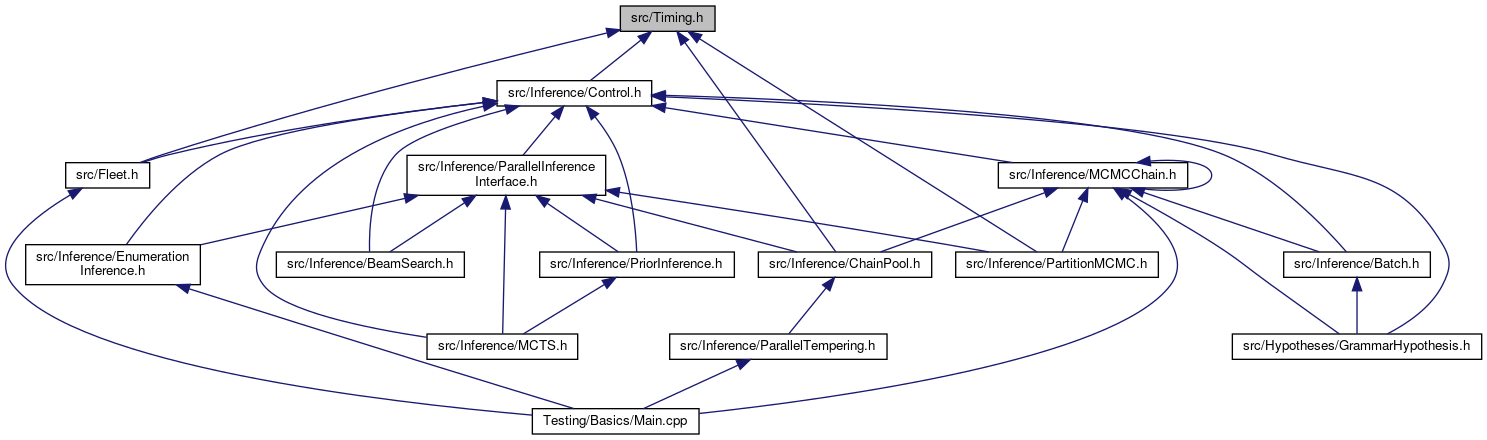 src/Timing.h
src/Inference/Control.h
src/Inference/ParallelInference
Interface.h
src/Inference/MCMCChain.h
src/Fleet.h
src/Inference/Enumeration
Inference.h
src/Inference/BeamSearch.h
src/Inference/PriorInference.h
src/Inference/ChainPool.h
src/Inference/PartitionMCMC.h
src/Inference/Batch.h
src/Inference/MCTS.h
src/Inference/ParallelTempering.h
src/Hypotheses/GrammarHypothesis.h
Testing/Basics/Main.cpp